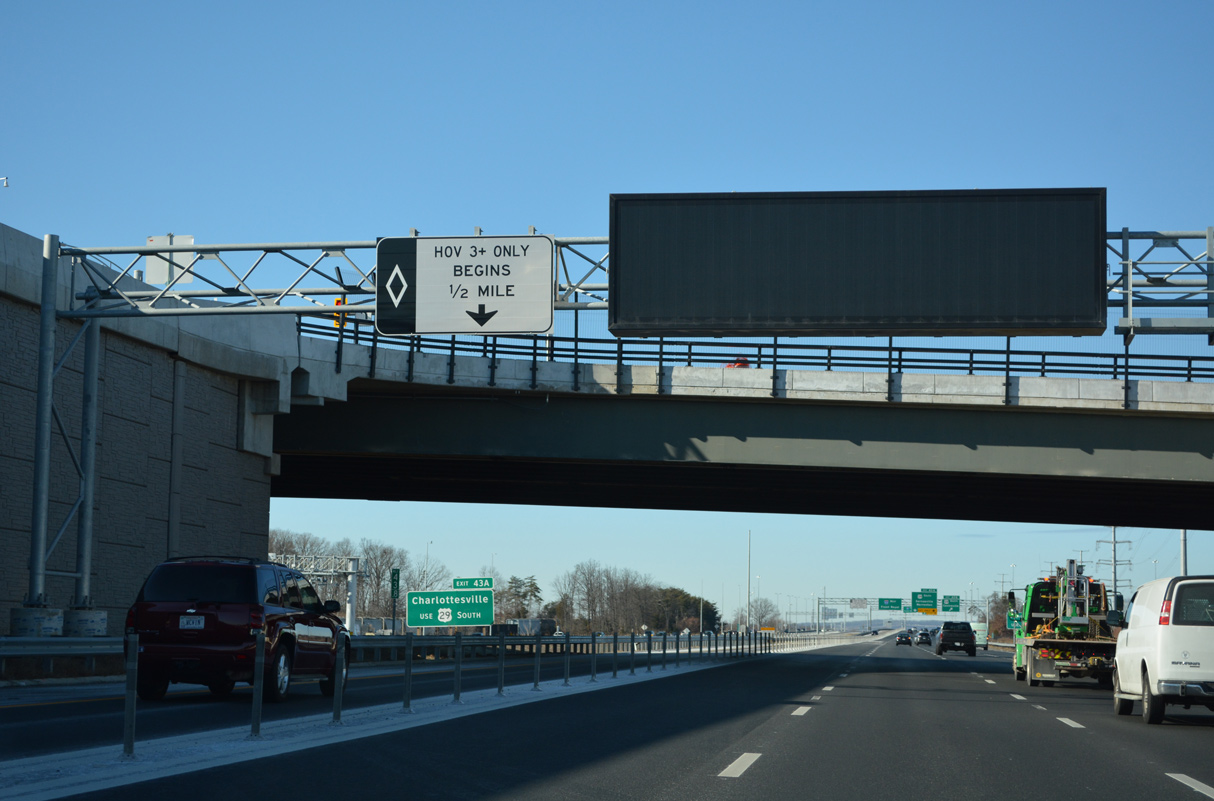 HOV 3+ ONLY
BEGINS
1/2 MILE
EXIT 43A
Charlottesville
USE 29 SOUTH